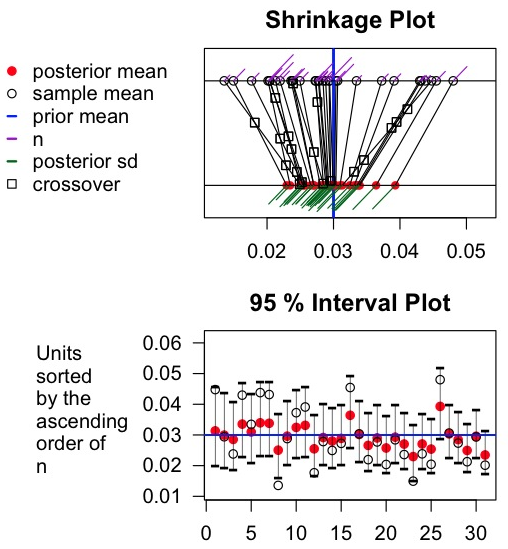 Shrinkage Plot
posterior mean
sample mean
prior mean
n
posterior sd
crossover
0.02 0.03 0.04 0.05
95 % Interval Plot
Units
sorted
by the
ascending
order of
n
0.06
0.05
0.04
0.03
0.02
0.01
0 5 10 15 20 25 30